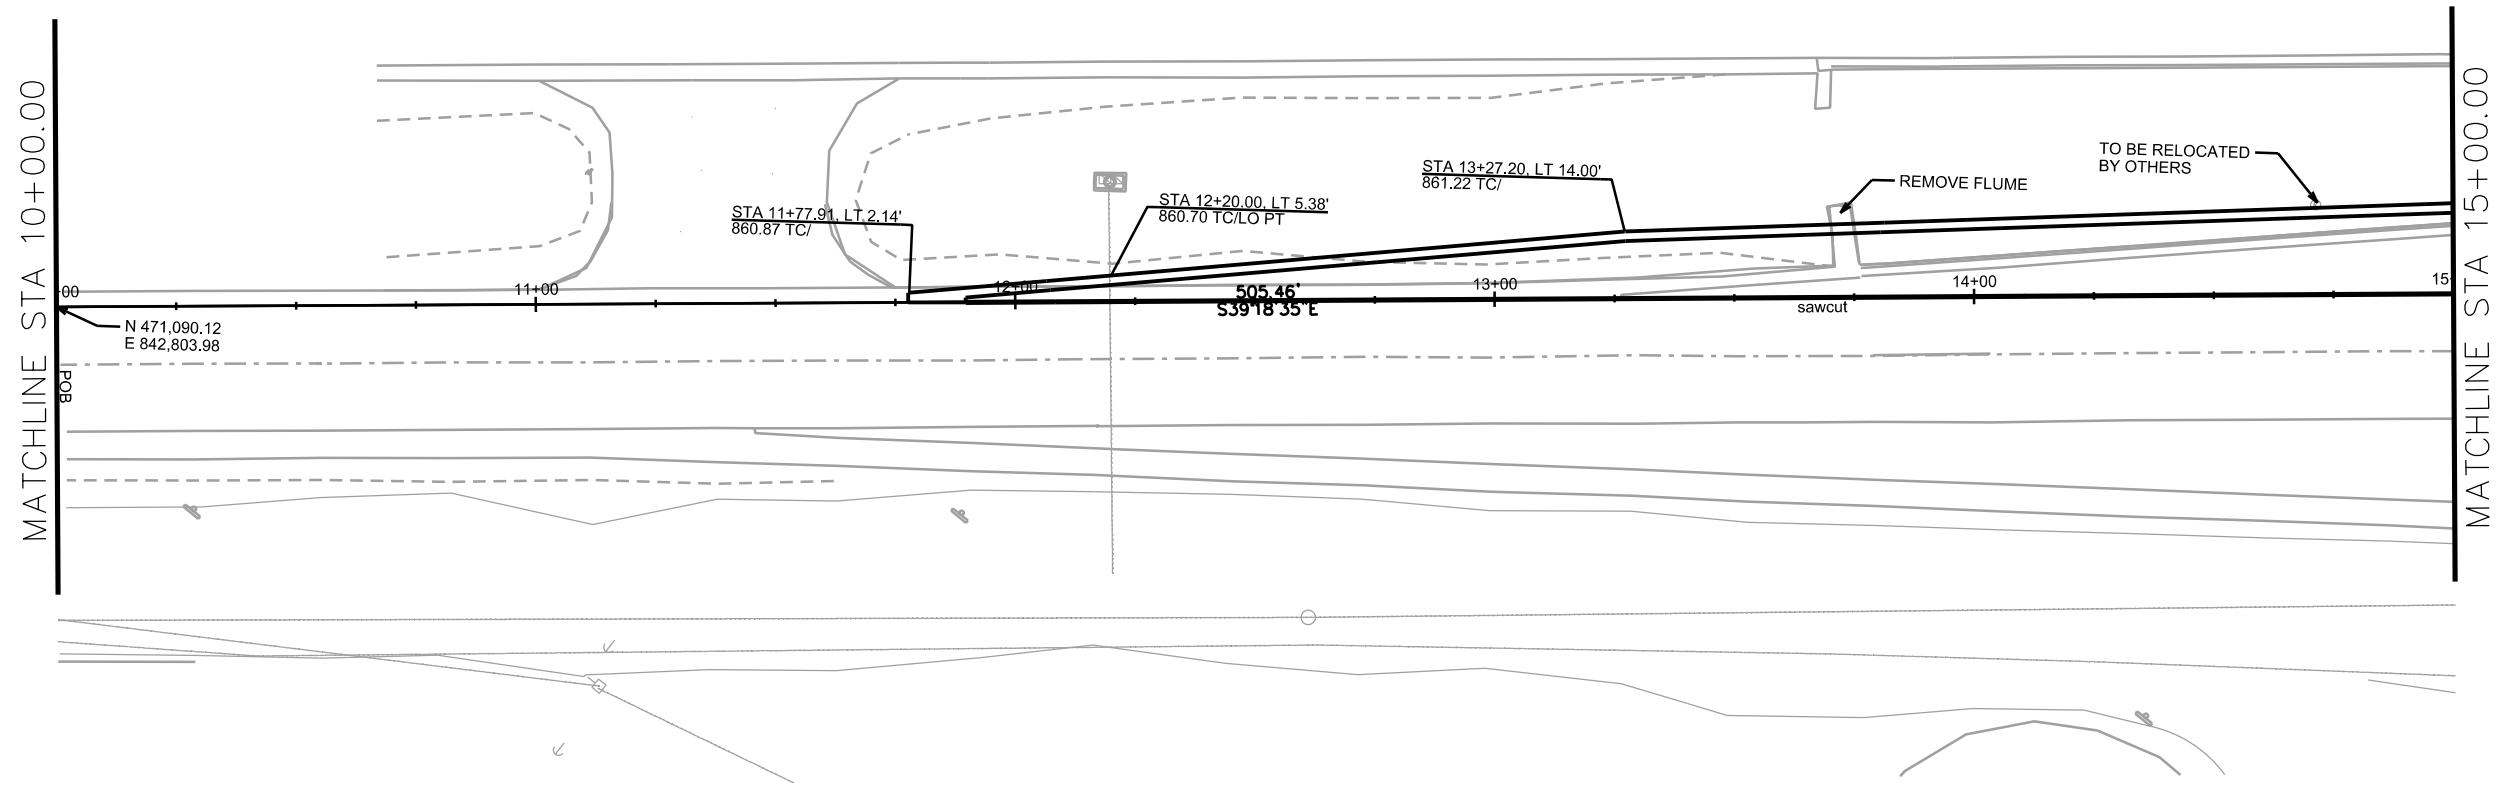 MATCHLINE STA 10+00.00
00
N 471,090.12
E 842,803.98
POB
11+00
STA 11+77.91, LT 2.14'
860.87 TC/
12+00
STA 12+20.00, LT 5.38'
860.70 TC/LO PT
505.46'
S39°18'35"E
STA 13+27.20, LT 14.00'
861.22 TC/
13+00
sawcut
REMOVE FLUME
14+00
TO BE RELOCATED
BY OTHERS
15+
MATCHLINE STA 15+00.00